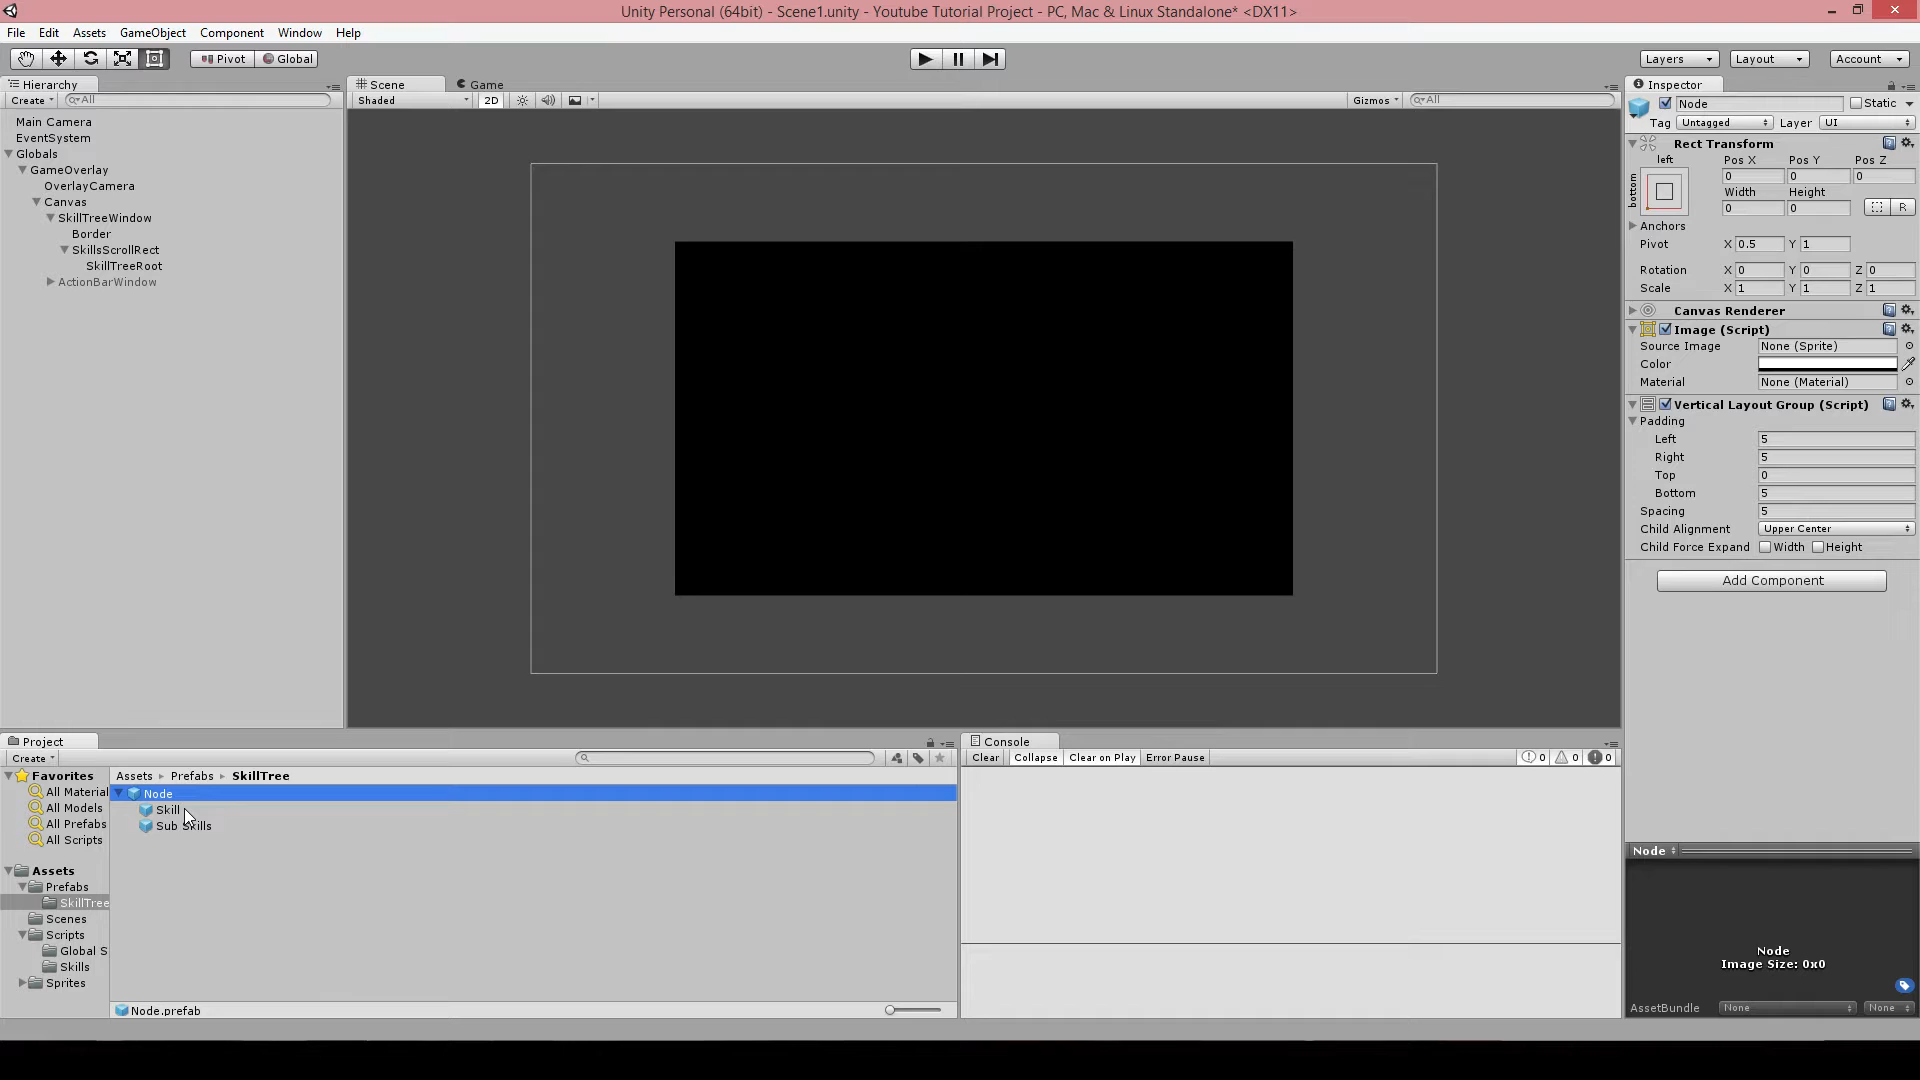 Unity Personal (64bit) - Scene1.unity - Youtube Tutorial Project - PC, Mac & Linux Standalone* <DX11>
File Edit Assets GameObject Component Window Help
Pivot Global Layers Layout Account
Hierarchy
Create All
Main Camera
EventSystem
Globals
GameOverlay
OverlayCamera
Canvas
SkillTreeWindow
Border
SkillsScrollRect
SkillTreeRoot
ActionBarWindow
Scene Game
Shaded 2D Gizmos All
Inspector
Node Static
Tag Untagged Layer UI
Rect Transform
left Pos X Pos Y Pos Z
bottom 0 0 0
Width Height
0 0 R
Anchors
Pivot X 0.5 Y 1
Rotation X 0 Y 0 Z 0
Scale X 1 Y 1 Z 1
Canvas Renderer
Image (Script)
Source Image None (Sprite)
Color
Material None (Material)
Vertical Layout Group (Script)
Padding
Left 5
Right 5
Top 0
Bottom 5
Spacing 5
Child Alignment Upper Center
Child Force Expand Width Height
Add Component
Project
Create
Favorites
All Material
All Models
All Prefabs
All Scripts
Assets
Prefabs
SkillTree
Scenes
Scripts
Global S
Skills
Sprites
Assets Prefabs SkillTree
Node
Skill
Sub Skills
Node.prefab
Console
Clear Collapse Clear on Play Error Pause 0 0 0
Node
Node
Image Size: 0x0
AssetBundle None None